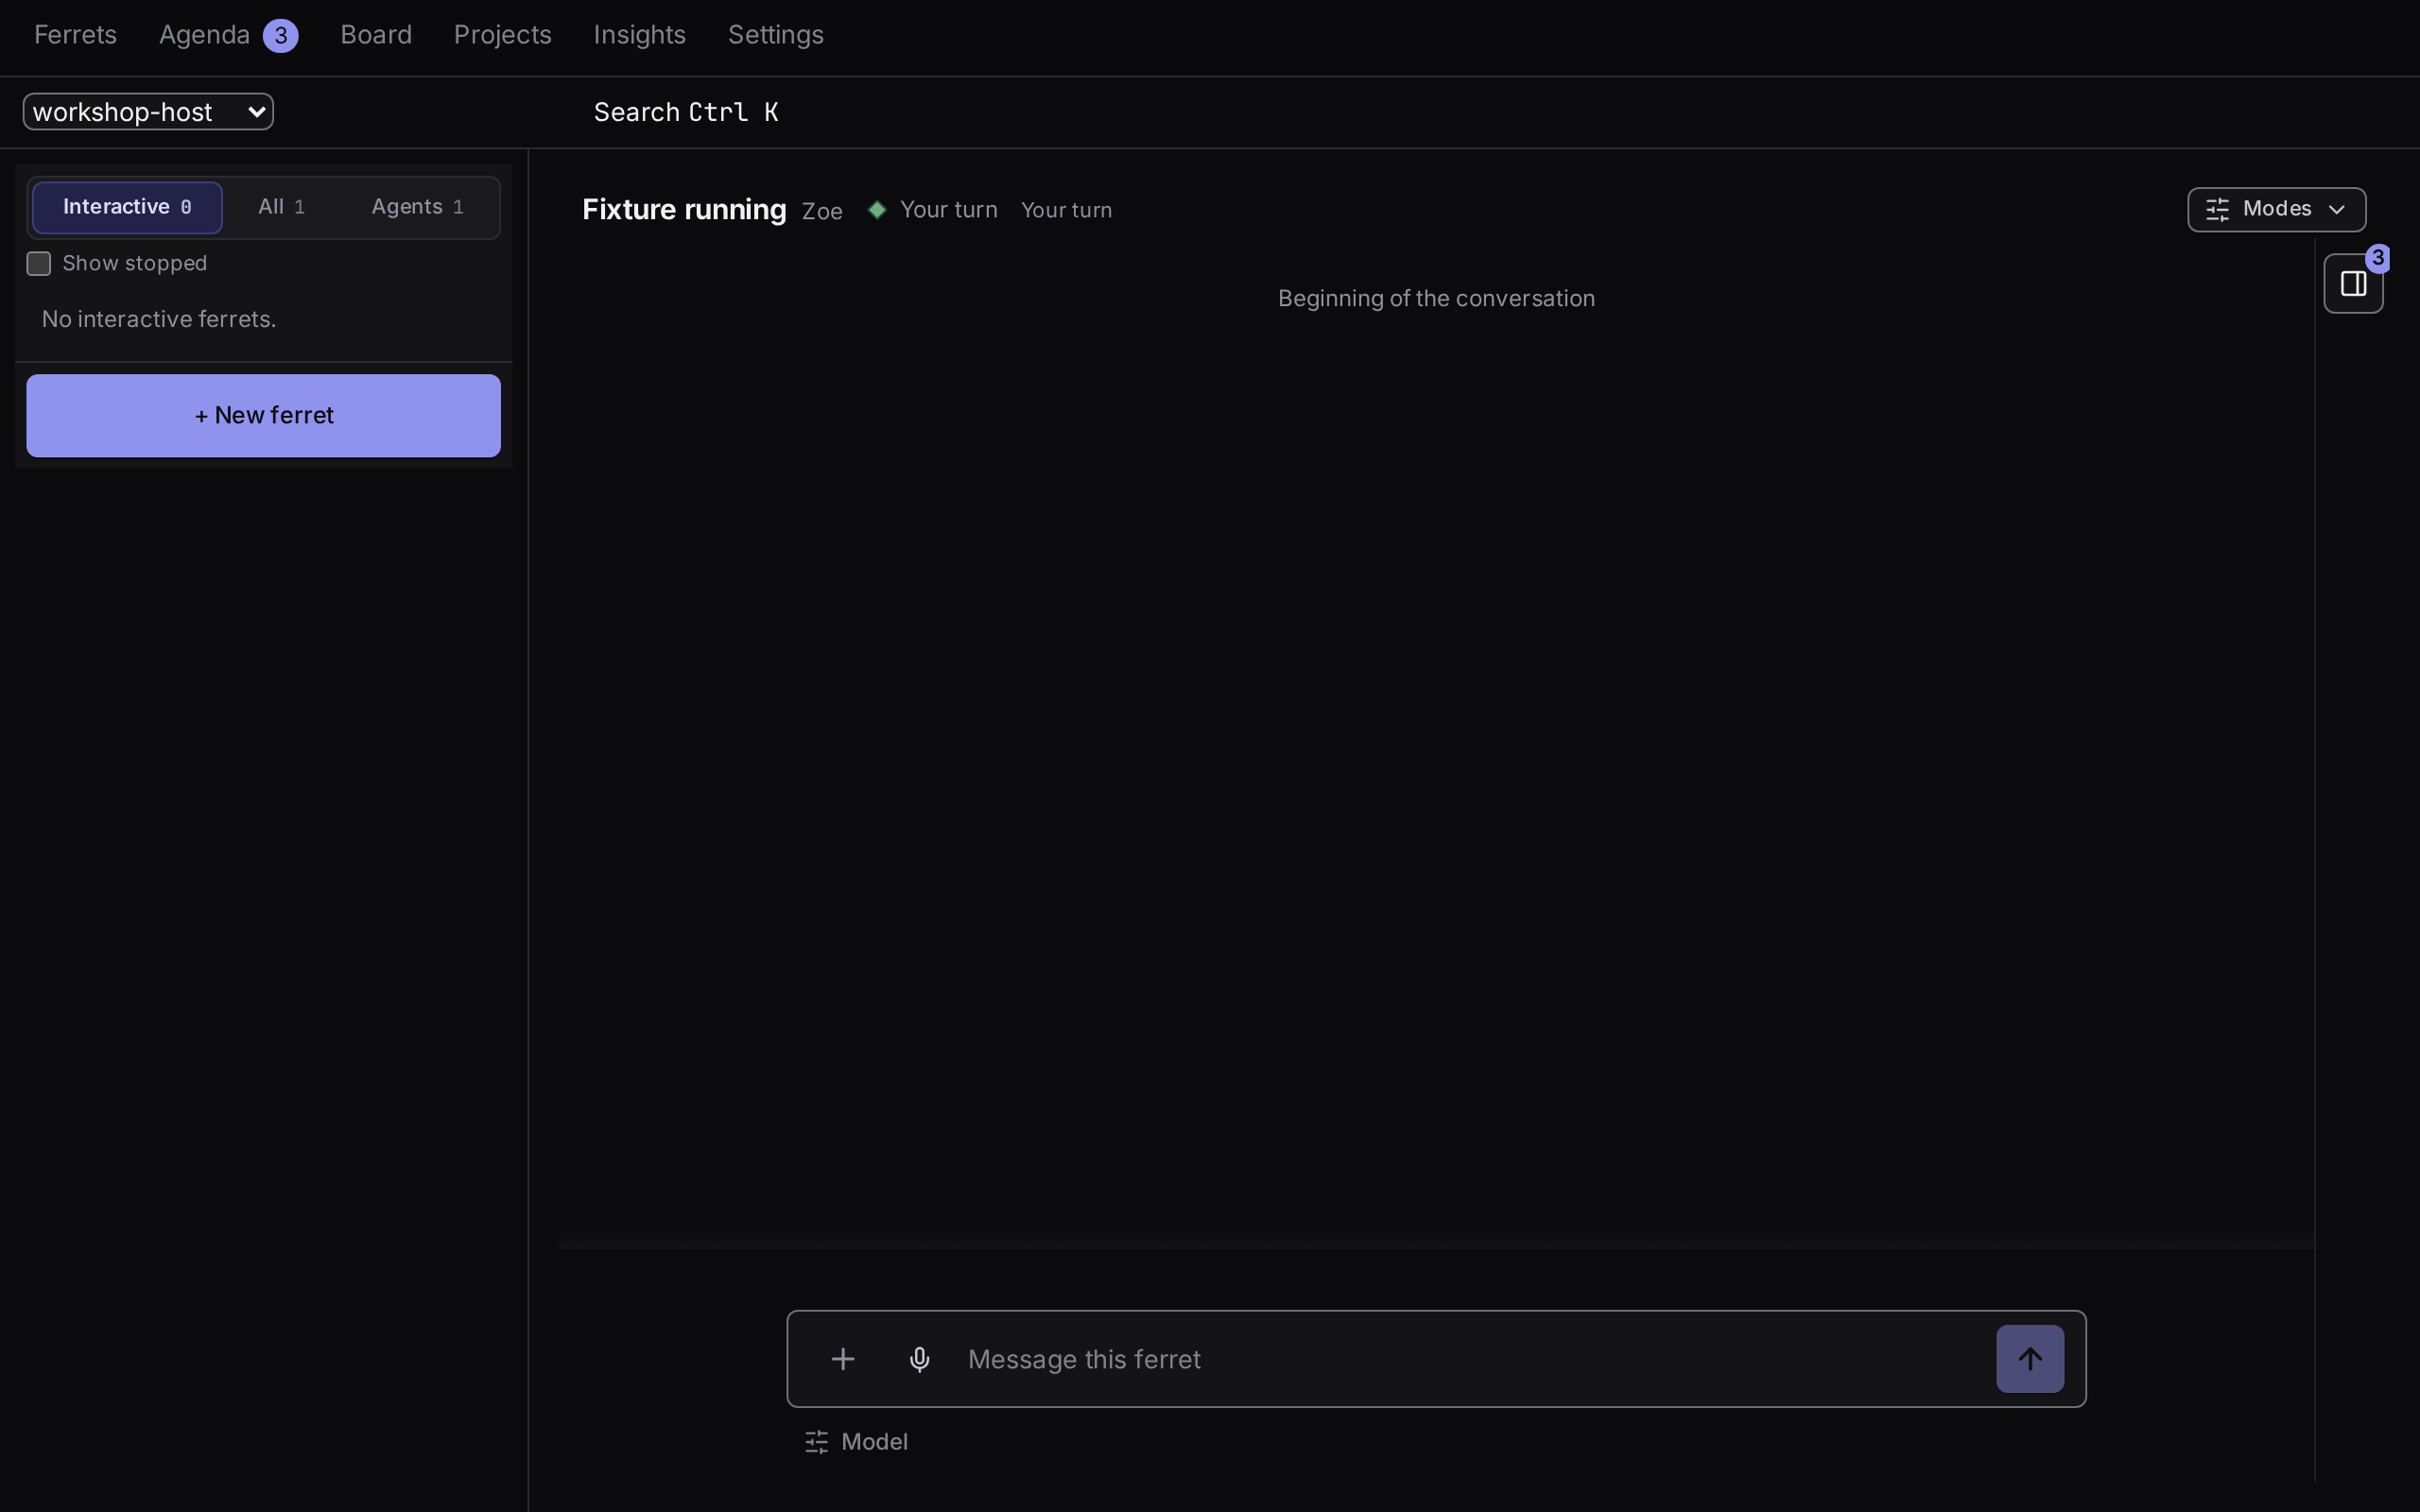 Ferrets Agenda 3 Board Projects Insights Settings
workshop-host Search Ctrl K
Interactive 0 All 1 Agents 1
Show stopped
No interactive ferrets.
+ New ferret
Fixture running Zoe Your turn Your turn
Modes
3
Beginning of the conversation
Message this ferret
Model